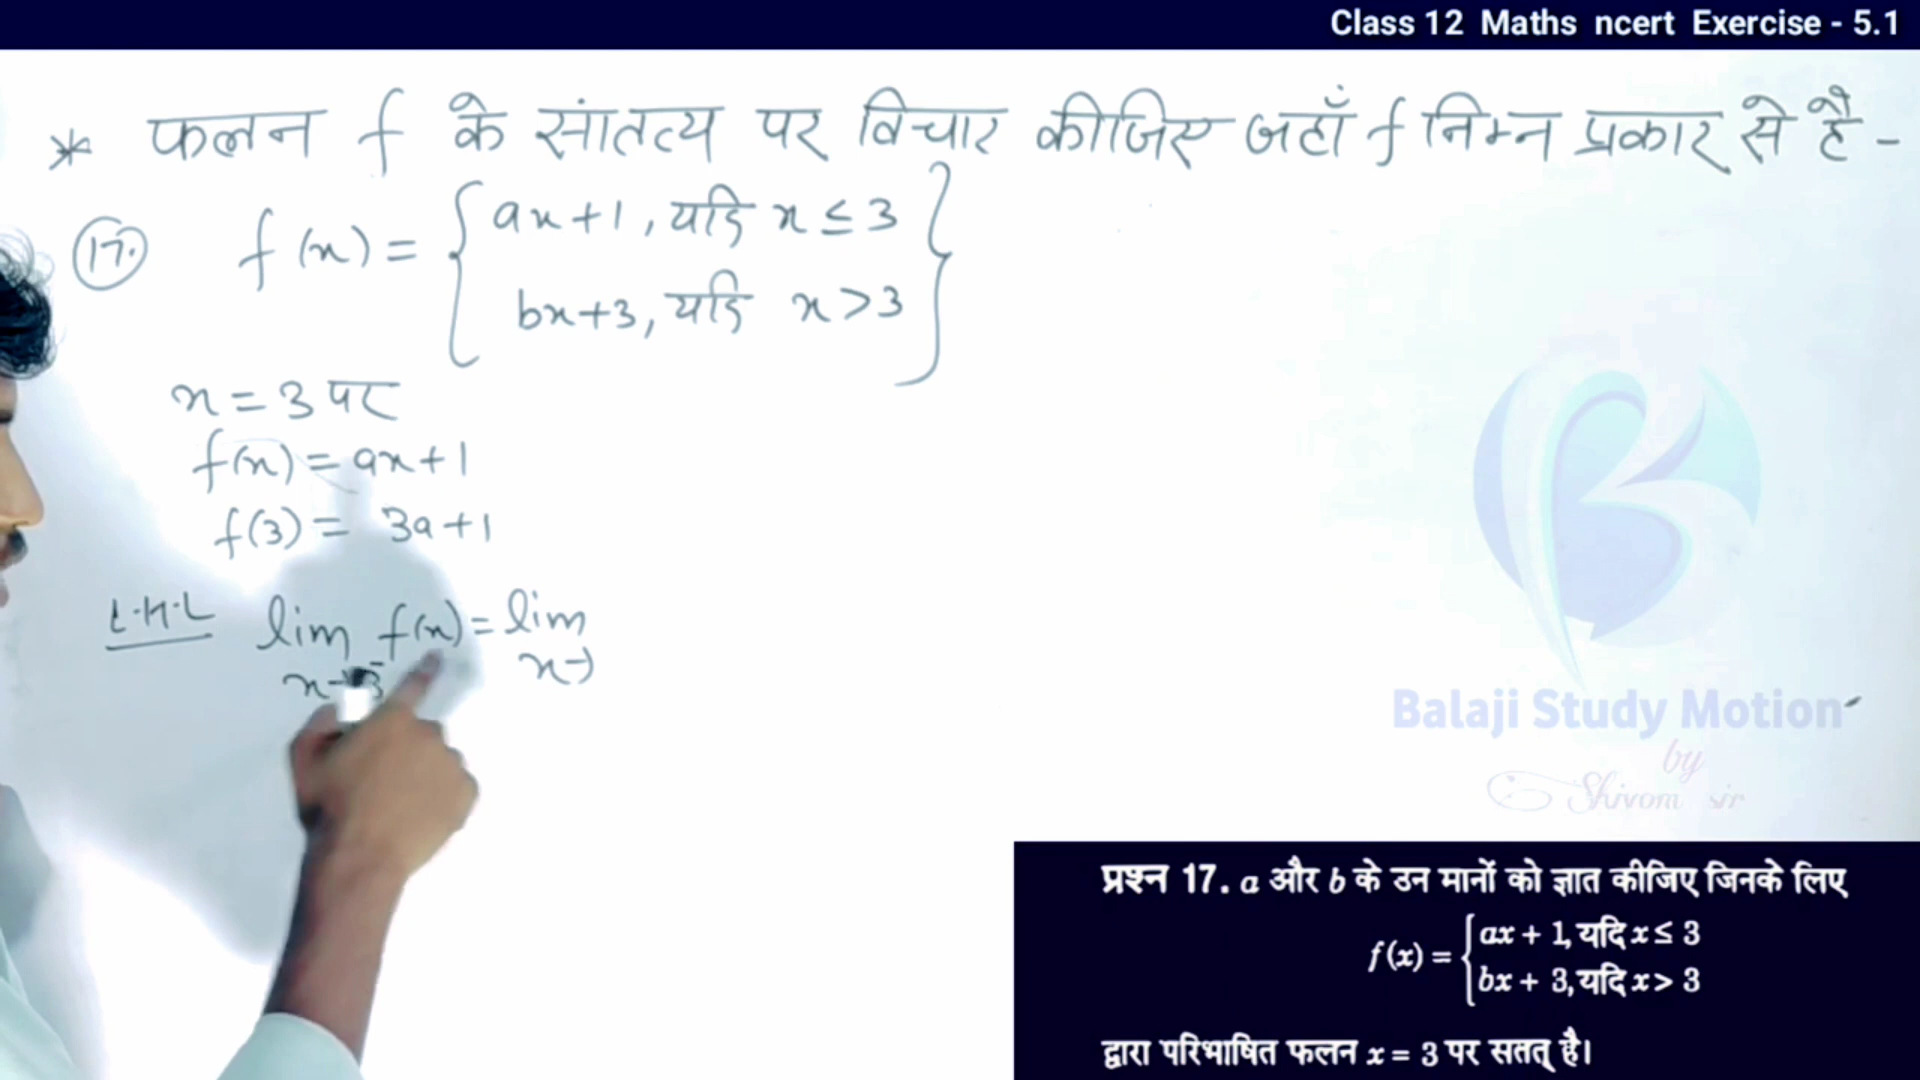 Class 12 Maths ncert Exercise - 5.1
* फलन f के सांतत्य पर विचार कीजिए जहाँ f निम्न प्रकार से है -
17. f(x) = { ax+1, यदि x ≤ 3
bx+3, यदि x > 3 }
x = 3 पर
f(x) = ax+1
f(3) = 3a+1
L.H.L lim f(x) = lim
x→3⁻ x→
Balaji Study Motion
by
Shivom sir
प्रश्न 17. a और b के उन मानों को ज्ञात कीजिए जिनके लिए
f(x) = { ax + 1, यदि x ≤ 3
bx + 3, यदि x > 3
द्वारा परिभाषित फलन x = 3 पर सतत् है।